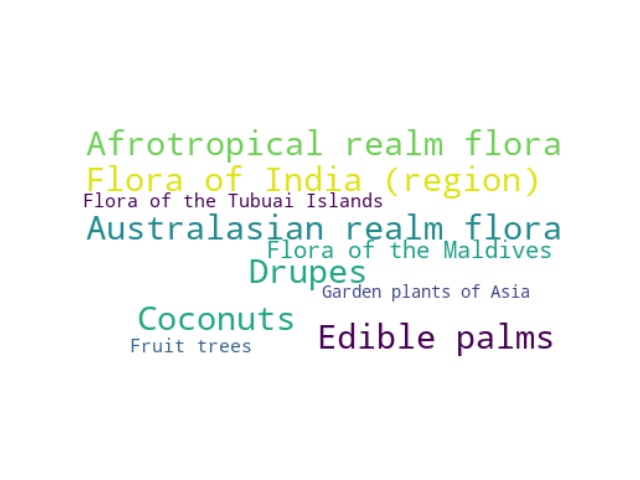 Afrotropical realm flora
Flora of India (region)
Flora of the Tubuai Islands
Australasian realm flora
Flora of the Maldives
Drupes
Garden plants of Asia
Coconuts
Edible palms
Fruit trees